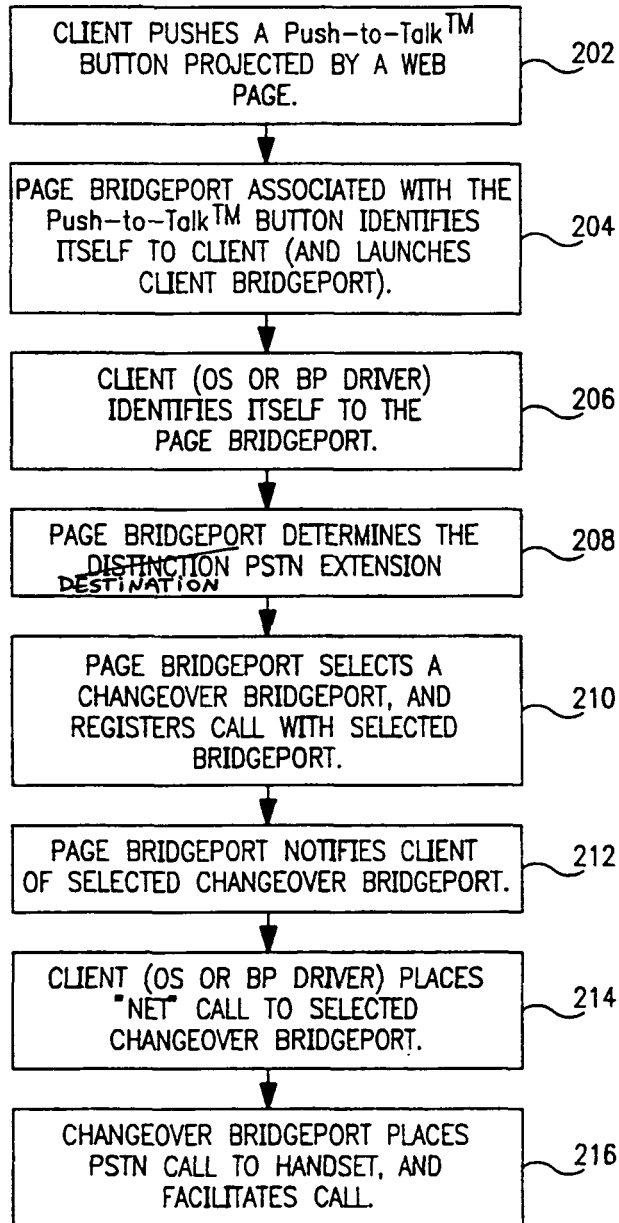 CLIENT PUSHES A Push-to-Talk™
BUTTON PROJECTED BY A WEB
PAGE.
202
PAGE BRIDGEPORT ASSOCIATED WITH THE
Push-to-Talk™ BUTTON IDENTIFIES
ITSELF TO CLIENT (AND LAUNCHES
CLIENT BRIDGEPORT).
204
CLIENT (OS OR BP DRIVER)
IDENTIFIES ITSELF TO THE
PAGE BRIDGEPORT.
206
PAGE BRIDGEPORT DETERMINES THE
DISTINCTION PSTN EXTENSION
DESTINATION
208
PAGE BRIDGEPORT SELECTS A
CHANGEOVER BRIDGEPORT, AND
REGISTERS CALL WITH SELECTED
BRIDGEPORT.
210
PAGE BRIDGEPORT NOTIFIES CLIENT
OF SELECTED CHANGEOVER BRIDGEPORT.
212
CLIENT (OS OR BP DRIVER) PLACES
"NET" CALL TO SELECTED
CHANGEOVER BRIDGEPORT.
214
CHANGEOVER BRIDGEPORT PLACES
PSTN CALL TO HANDSET, AND
FACILITATES CALL.
216